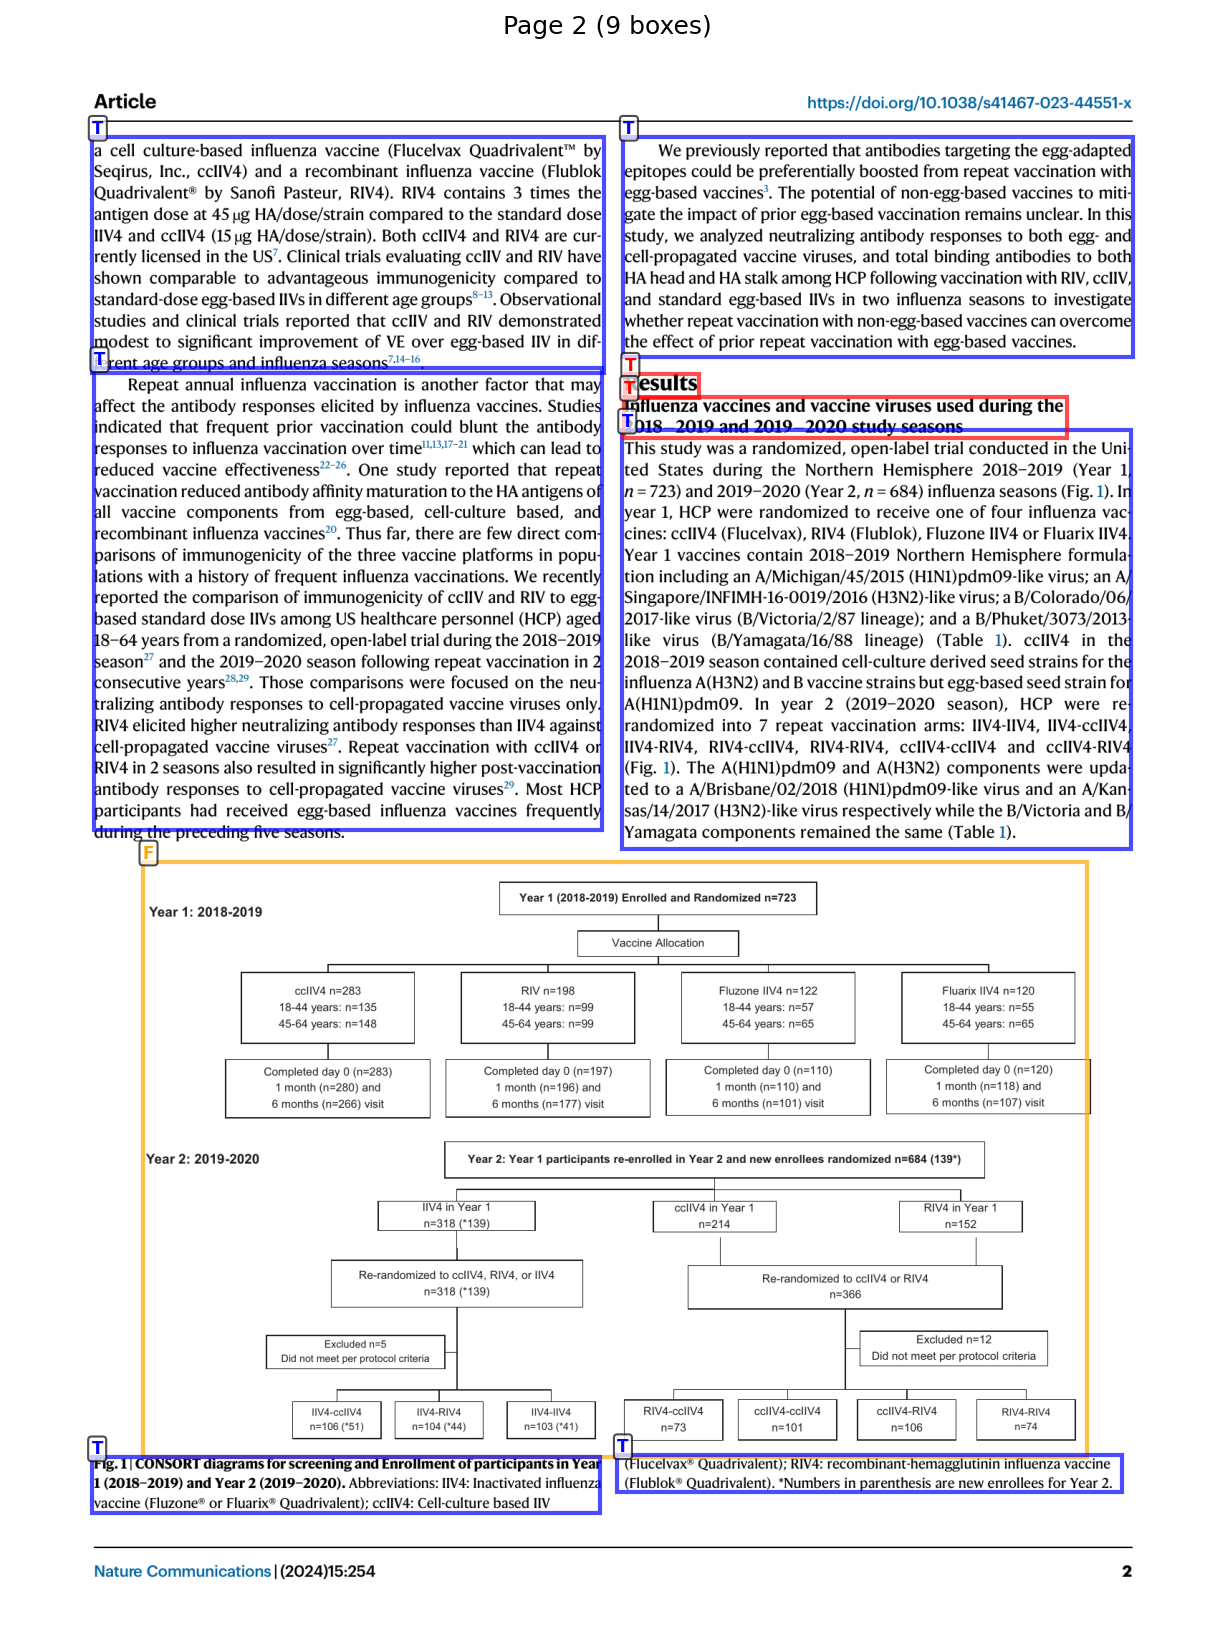 Page 2 (9 boxes)
Article
https://doi.org/10.1038/s41467-023-44551-x
T
a cell culture-based influenza vaccine (Flucelvax Quadrivalent™ by
Seqirus, Inc., ccIIV4) and a recombinant influenza vaccine (Flublok
Quadrivalent® by Sanofi Pasteur, RIV4). RIV4 contains 3 times the
antigen dose at 45 µg HA/dose/strain compared to the standard dose
IIV4 and ccIIV4 (15 µg HA/dose/strain). Both ccIIV4 and RIV4 are cur-
rently licensed in the US7. Clinical trials evaluating ccIIV and RIV have
shown comparable to advantageous immunogenicity compared to
standard-dose egg-based IIVs in different age groups8–13. Observational
studies and clinical trials reported that ccIIV and RIV demonstrated
modest to significant improvement of VE over egg-based IIV in dif-
T
rent age groups and influenza seasons7,14–16.
Repeat annual influenza vaccination is another factor that may
affect the antibody responses elicited by influenza vaccines. Studies
indicated that frequent prior vaccination could blunt the antibody
responses to influenza vaccination over time11,13,17–21 which can lead to
reduced vaccine effectiveness22–26. One study reported that repeat
vaccination reduced antibody affinity maturation to the HA antigens of
all vaccine components from egg-based, cell-culture based, and
recombinant influenza vaccines20. Thus far, there are few direct com-
parisons of immunogenicity of the three vaccine platforms in popu-
lations with a history of frequent influenza vaccinations. We recently
reported the comparison of immunogenicity of ccIIV and RIV to egg-
based standard dose IIVs among US healthcare personnel (HCP) aged
18–64 years from a randomized, open-label trial during the 2018–2019
season27 and the 2019–2020 season following repeat vaccination in 2
consecutive years28,29. Those comparisons were focused on the neu-
tralizing antibody responses to cell-propagated vaccine viruses only.
RIV4 elicited higher neutralizing antibody responses than IIV4 against
cell-propagated vaccine viruses27. Repeat vaccination with ccIIV4 or
RIV4 in 2 seasons also resulted in significantly higher post-vaccination
antibody responses to cell-propagated vaccine viruses29. Most HCP
participants had received egg-based influenza vaccines frequently
during the preceding five seasons.
T
We previously reported that antibodies targeting the egg-adapted
epitopes could be preferentially boosted from repeat vaccination with
egg-based vaccines3. The potential of non-egg-based vaccines to miti-
gate the impact of prior egg-based vaccination remains unclear. In this
study, we analyzed neutralizing antibody responses to both egg- and
cell-propagated vaccine viruses, and total binding antibodies to both
HA head and HA stalk among HCP following vaccination with RIV, ccIIV,
and standard egg-based IIVs in two influenza seasons to investigate
whether repeat vaccination with non-egg-based vaccines can overcome
the effect of prior repeat vaccination with egg-based vaccines.
T
esults
T
Influenza vaccines and vaccine viruses used during the
T
018–2019 and 2019–2020 study seasons
This study was a randomized, open-label trial conducted in the Uni-
ted States during the Northern Hemisphere 2018–2019 (Year 1,
n = 723) and 2019–2020 (Year 2, n = 684) influenza seasons (Fig. 1). In
year 1, HCP were randomized to receive one of four influenza vac-
cines: ccIIV4 (Flucelvax), RIV4 (Flublok), Fluzone IIV4 or Fluarix IIV4.
Year 1 vaccines contain 2018–2019 Northern Hemisphere formula-
tion including an A/Michigan/45/2015 (H1N1)pdm09-like virus; an A/
Singapore/INFIMH-16-0019/2016 (H3N2)-like virus; a B/Colorado/06/
2017-like virus (B/Victoria/2/87 lineage); and a B/Phuket/3073/2013-
like virus (B/Yamagata/16/88 lineage) (Table 1). ccIIV4 in the
2018–2019 season contained cell-culture derived seed strains for the
influenza A(H3N2) and B vaccine strains but egg-based seed strain for
A(H1N1)pdm09. In year 2 (2019–2020 season), HCP were re-
randomized into 7 repeat vaccination arms: IIV4-IIV4, IIV4-ccIIV4,
IIV4-RIV4, RIV4-ccIIV4, RIV4-RIV4, ccIIV4-ccIIV4 and ccIIV4-RIV4
(Fig. 1). The A(H1N1)pdm09 and A(H3N2) components were upda-
ted to a A/Brisbane/02/2018 (H1N1)pdm09-like virus and an A/Kan-
sas/14/2017 (H3N2)-like virus respectively while the B/Victoria and B/
Yamagata components remained the same (Table 1).
F
Year 1: 2018-2019
Year 1 (2018-2019) Enrolled and Randomized n=723
Vaccine Allocation
ccIIV4 n=283
18-44 years: n=135
45-64 years: n=148
RIV n=198
18-44 years: n=99
45-64 years: n=99
Fluzone IIV4 n=122
18-44 years: n=57
45-64 years: n=65
Fluarix IIV4 n=120
18-44 years: n=55
45-64 years: n=65
Completed day 0 (n=283)
1 month (n=280) and
6 months (n=266) visit
Completed day 0 (n=197)
1 month (n=196) and
6 months (n=177) visit
Completed day 0 (n=110)
1 month (n=110) and
6 months (n=101) visit
Completed day 0 (n=120)
1 month (n=118) and
6 months (n=107) visit
Year 2: 2019-2020
Year 2: Year 1 participants re-enrolled in Year 2 and new enrollees randomized n=684 (139*)
IIV4 in Year 1
n=318 (*139)
ccIIV4 in Year 1
n=214
RIV4 in Year 1
n=152
Re-randomized to ccIIV4, RIV4, or IIV4
n=318 (*139)
Re-randomized to ccIIV4 or RIV4
n=366
Excluded n=5
Did not meet per protocol criteria
Excluded n=12
Did not meet per protocol criteria
IIV4-ccIIV4
n=106 (*51)
IIV4-RIV4
n=104 (*44)
IIV4-IIV4
n=103 (*41)
RIV4-ccIIV4
n=73
ccIIV4-ccIIV4
n=101
ccIIV4-RIV4
n=106
RIV4-RIV4
n=74
T
Fig. 1 | CONSORT diagrams for screening and Enrollment of participants in Year
1 (2018–2019) and Year 2 (2019–2020). Abbreviations: IIV4: Inactivated influenza
vaccine (Fluzone® or Fluarix® Quadrivalent); ccIIV4: Cell-culture based IIV
T
(Flucelvax® Quadrivalent); RIV4: recombinant-hemagglutinin influenza vaccine
(Flublok® Quadrivalent). *Numbers in parenthesis are new enrollees for Year 2.
Nature Communications | (2024)15:254
2